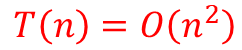 T(n) = O(n²)